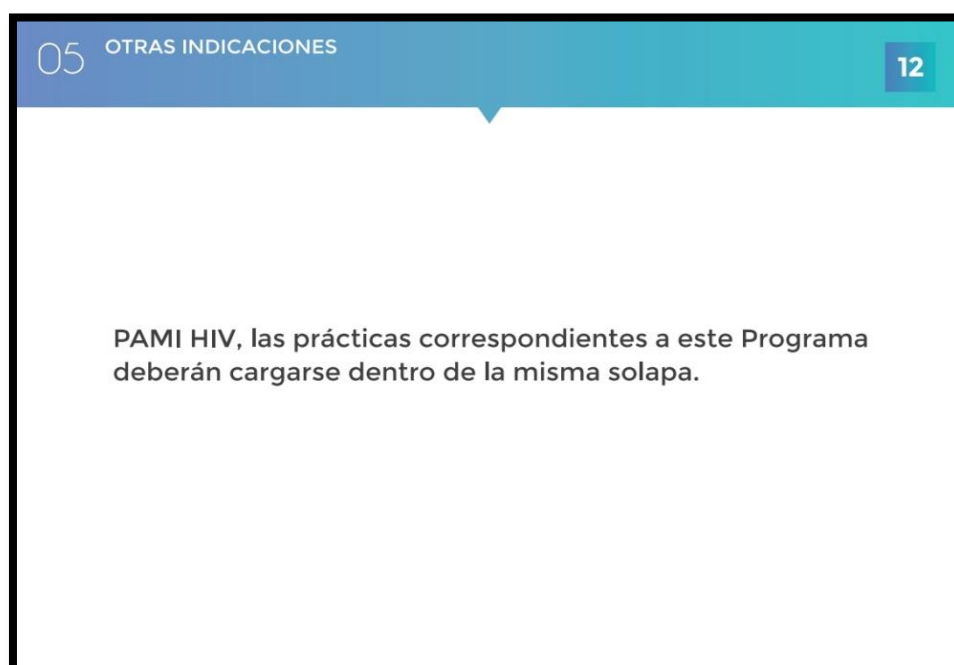 05 OTRAS INDICACIONES
12
PAMI HIV, las prácticas correspondientes a este Programa
deberán cargarse dentro de la misma solapa.